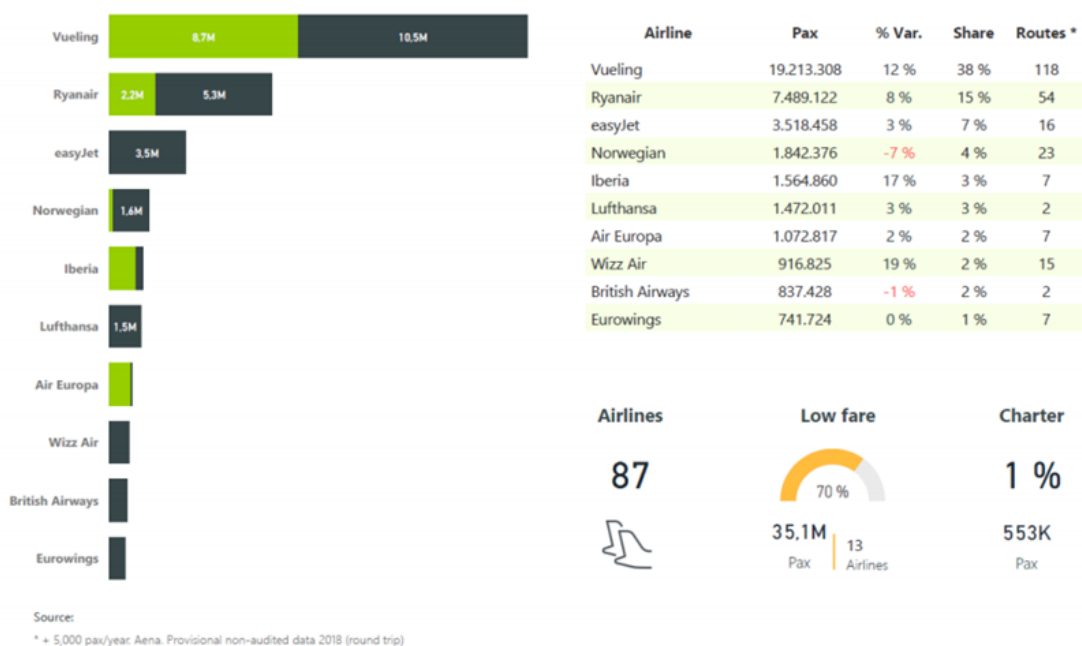 Vueling 8,7M 10,5M
Ryanair 2,2M 5,3M
easyJet 3,5M
Norwegian 1,6M
Iberia
Lufthansa 1,5M
Air Europa
Wizz Air
British Airways
Eurowings
Airline Pax % Var. Share Routes *
Vueling 19.213.308 12 % 38 % 118
Ryanair 7.489.122 8 % 15 % 54
easyJet 3.518.458 3 % 7 % 16
Norwegian 1.842.376 -7 % 4 % 23
Iberia 1.564.860 17 % 3 % 7
Lufthansa 1.472.011 3 % 3 % 2
Air Europa 1.072.817 2 % 2 % 7
Wizz Air 916.825 19 % 2 % 15
British Airways 837.428 -1 % 2 % 2
Eurowings 741.724 0 % 1 % 7
Airlines
87
Low fare
70 %
35,1M
Pax
13
Airlines
Charter
1 %
553K
Pax
Source:
* + 5,000 pax/year. Aena. Provisional non-audited data 2018 (round trip)